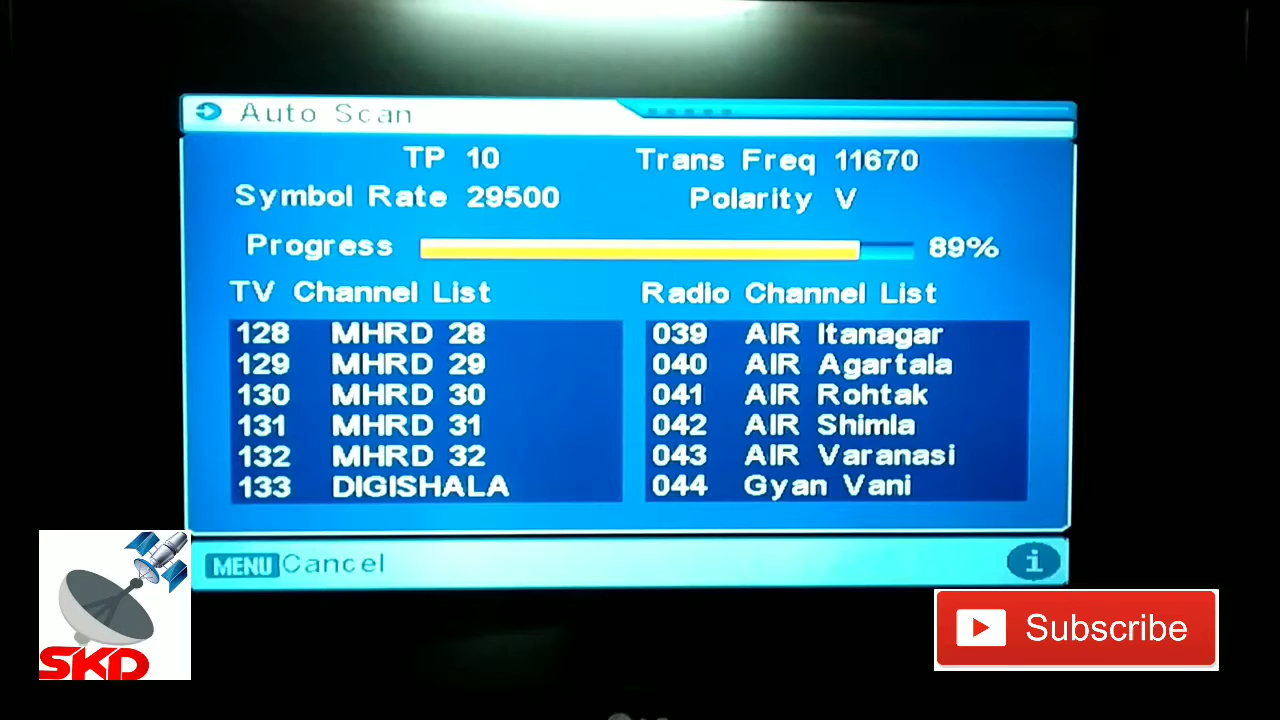 Auto Scan
TP 10 Trans Freq 11670
Symbol Rate 29500 Polarity V
Progress 89%
TV Channel List
128 MHRD 28
129 MHRD 29
130 MHRD 30
131 MHRD 31
132 MHRD 32
133 DIGISHALA
Radio Channel List
039 AIR Itanagar
040 AIR Agartala
041 AIR Rohtak
042 AIR Shimla
043 AIR Varanasi
044 Gyan Vani
MENU Cancel
i
SKD
Subscribe